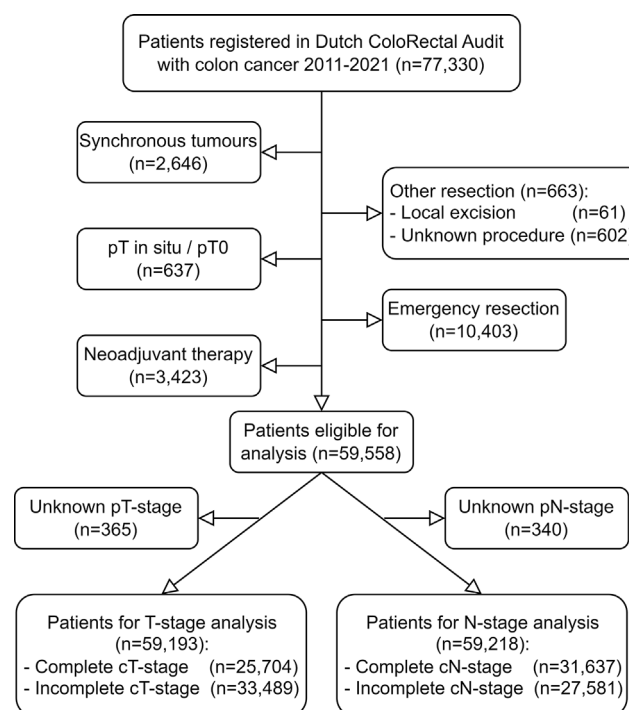 Patients registered in Dutch ColoRectal Audit
with colon cancer 2011-2021 (n=77,330)
Synchronous tumours
(n=2,646)
Other resection (n=663):
- Local excision (n=61)
- Unknown procedure (n=602
pT in situ / pT0
(n=637)
Emergency resection
(n=10,403)
Neoadjuvant therapy
(n=3,423)
Patients eligible for
analysis (n=59,558)
Unknown pT-stage
(n=365)
Unknown pN-stage
(n=340)
Patients for T-stage analysis
(n=59,193):
- Complete cT-stage (n=25,704)
- Incomplete cT-stage (n=33,489)
Patients for N-stage analysis
(n=59,218):
- Complete cN-stage (n=31,637)
- Incomplete cN-stage (n=27,581)